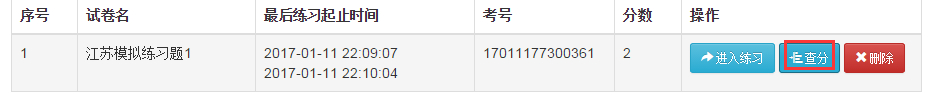 序号 试卷名 最后练习起止时间 考号 分数 操作
1 江苏模拟练习题1 2017-01-11 22:09:07 17011177300361 2 进入练习 查分 删除
2017-01-11 22:10:04